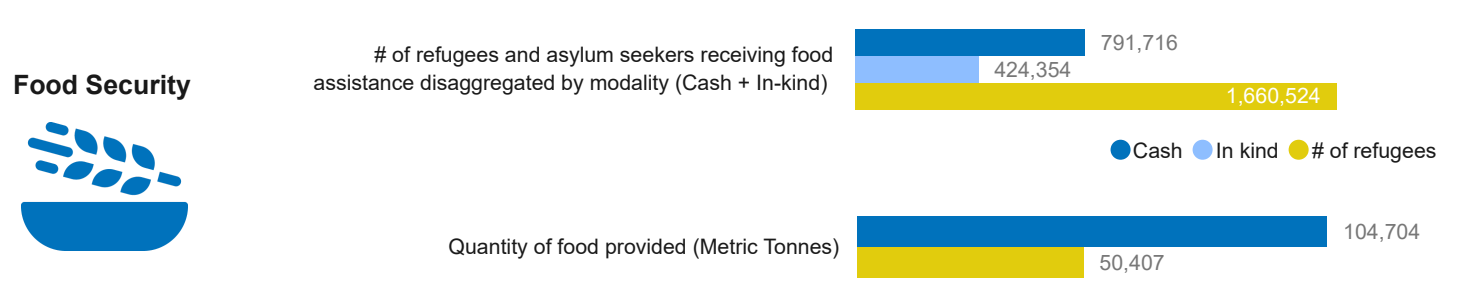 Food Security
# of refugees and asylum seekers receiving food
assistance disaggregated by modality (Cash + In-kind)
791,716
424,354
1,660,524
Cash In kind # of refugees
Quantity of food provided (Metric Tonnes)
104,704
50,407